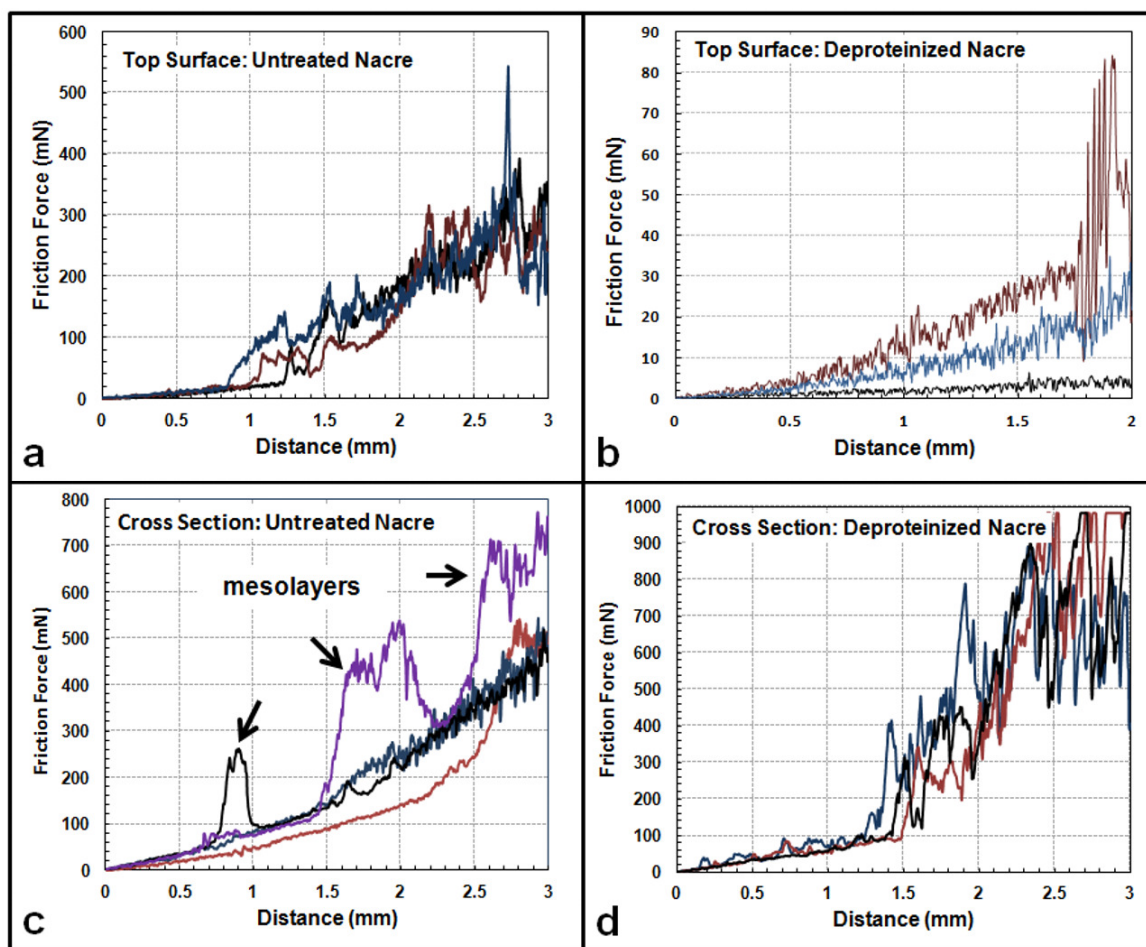 Top Surface: Untreated Nacre
Friction Force (mN)
600
500
400
300
200
100
0
0 0.5 1 1.5 2 2.5 3
Distance (mm)
a
Top Surface: Deproteinized Nacre
Friction Force (mN)
90
80
70
60
50
40
30
20
10
0
0 0.5 1 1.5 2
Distance (mm)
b
Cross Section: Untreated Nacre
mesolayers
Friction Force (mN)
800
700
600
500
400
300
200
100
0
0 0.5 1 1.5 2 2.5 3
Distance (mm)
c
Cross Section: Deproteinized Nacre
Friction Force (mN)
1000
900
800
700
600
500
400
300
200
100
0
0 0.5 1 1.5 2 2.5 3
Distance (mm)
d